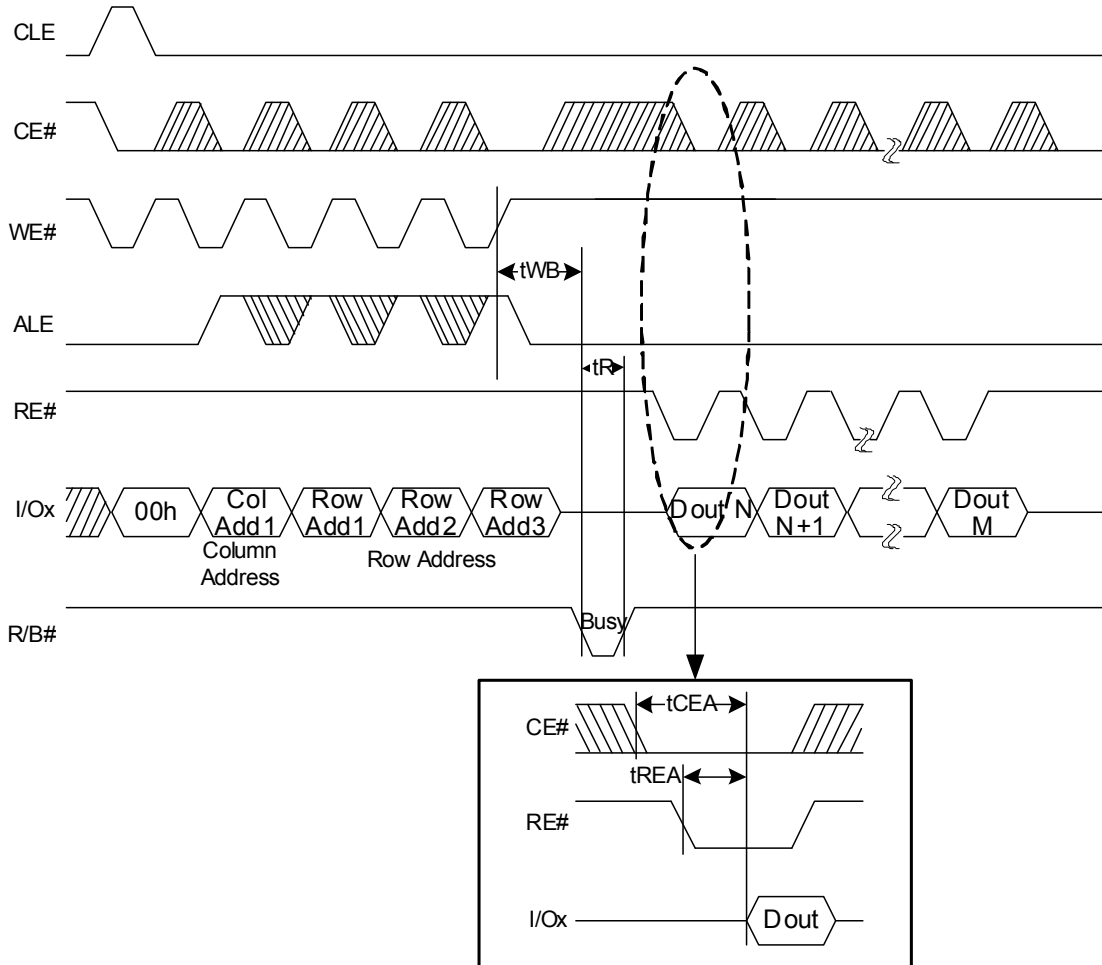 CLE
CE#
WE#
tWB
ALE
tR
RE#
I/Ox
00h
Col
Add1
Row
Add1
Row
Add2
Row
Add3
Dout N
Dout
N+1
Dout
M
Column
Address
Row Address
R/B#
Busy
tCEA
CE#
tREA
RE#
I/Ox
Dout